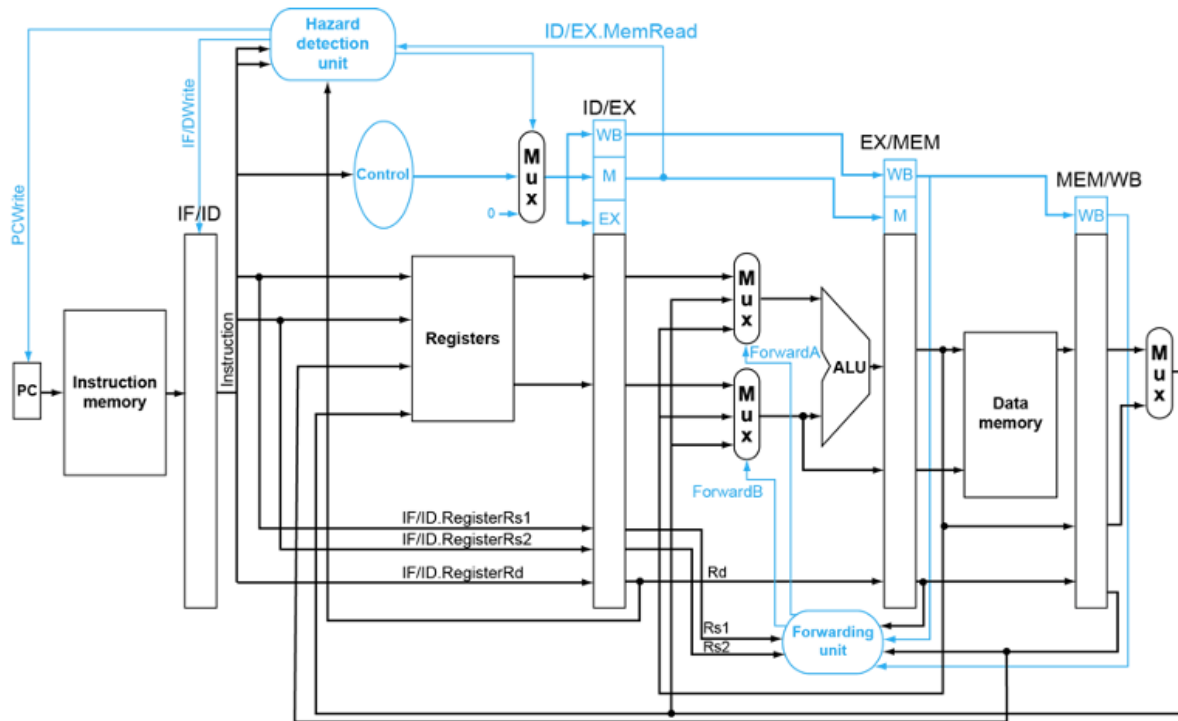 Hazard
detection
unit
ID/EX.MemRead
PCWrite
IF/DWrite
ID/EX
WB
M
EX
Control
0
Mux
EX/MEM
WB
M
MEM/WB
WB
IF/ID
Instruction
PC
Instruction
memory
Registers
Mux
Mux
ForwardA
ForwardB
ALU
Data
memory
Mux
IF/ID.RegisterRs1
IF/ID.RegisterRs2
IF/ID.RegisterRd
Rd
Rs1
Rs2
Forwarding
unit